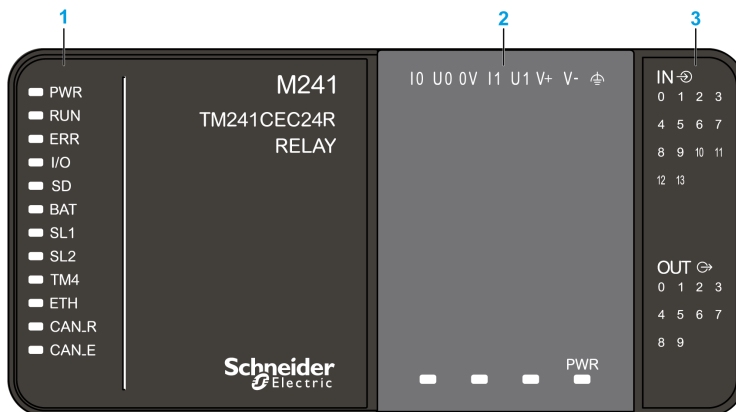 1
2
3
PWR
RUN
ERR
I/O
SD
BAT
SL1
SL2
TM4
ETH
CAN_R
CAN_E
M241
TM241CEC24R
RELAY
Schneider
Electric
I0 U0 0V I1 U1 V+ V-
PWR
IN
0 1 2 3
4 5 6 7
8 9 10 11
12 13
OUT
0 1 2 3
4 5 6 7
8 9